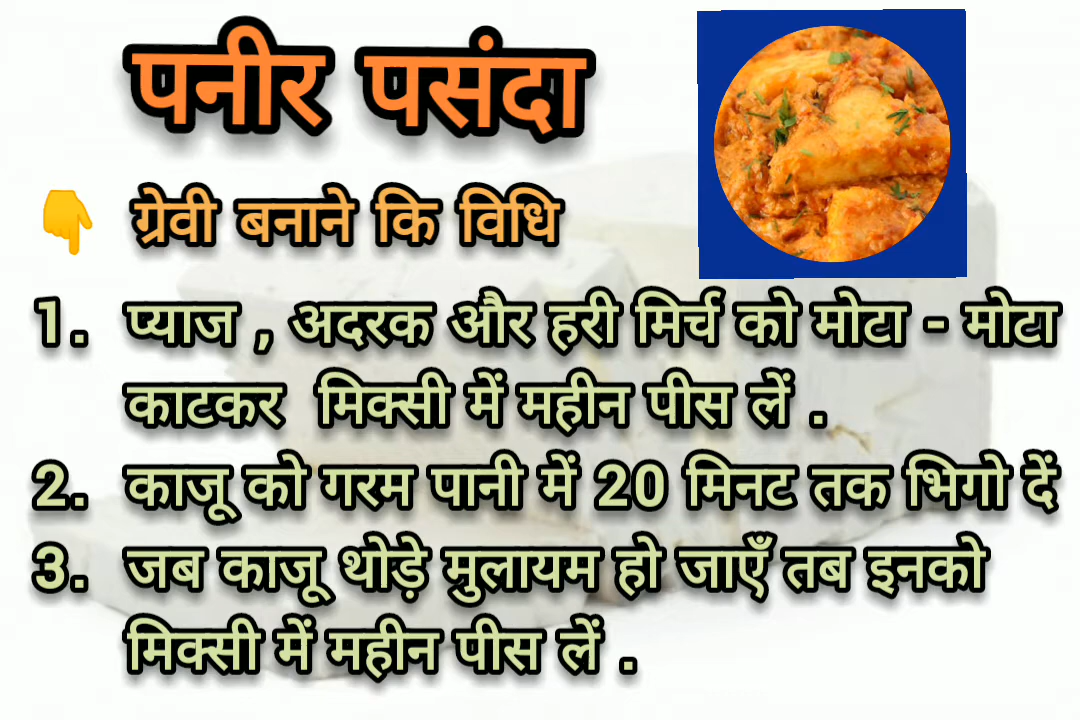 पनीर पसंदा
👇 ग्रेवी बनाने कि विधि
1. प्याज , अदरक और हरी मिर्च को मोटा - मोटा
काटकर मिक्सी में महीन पीस लें .
2. काजू को गरम पानी में 20 मिनट तक भिगो दें
3. जब काजू थोड़े मुलायम हो जाएँ तब इनको
मिक्सी में महीन पीस लें .